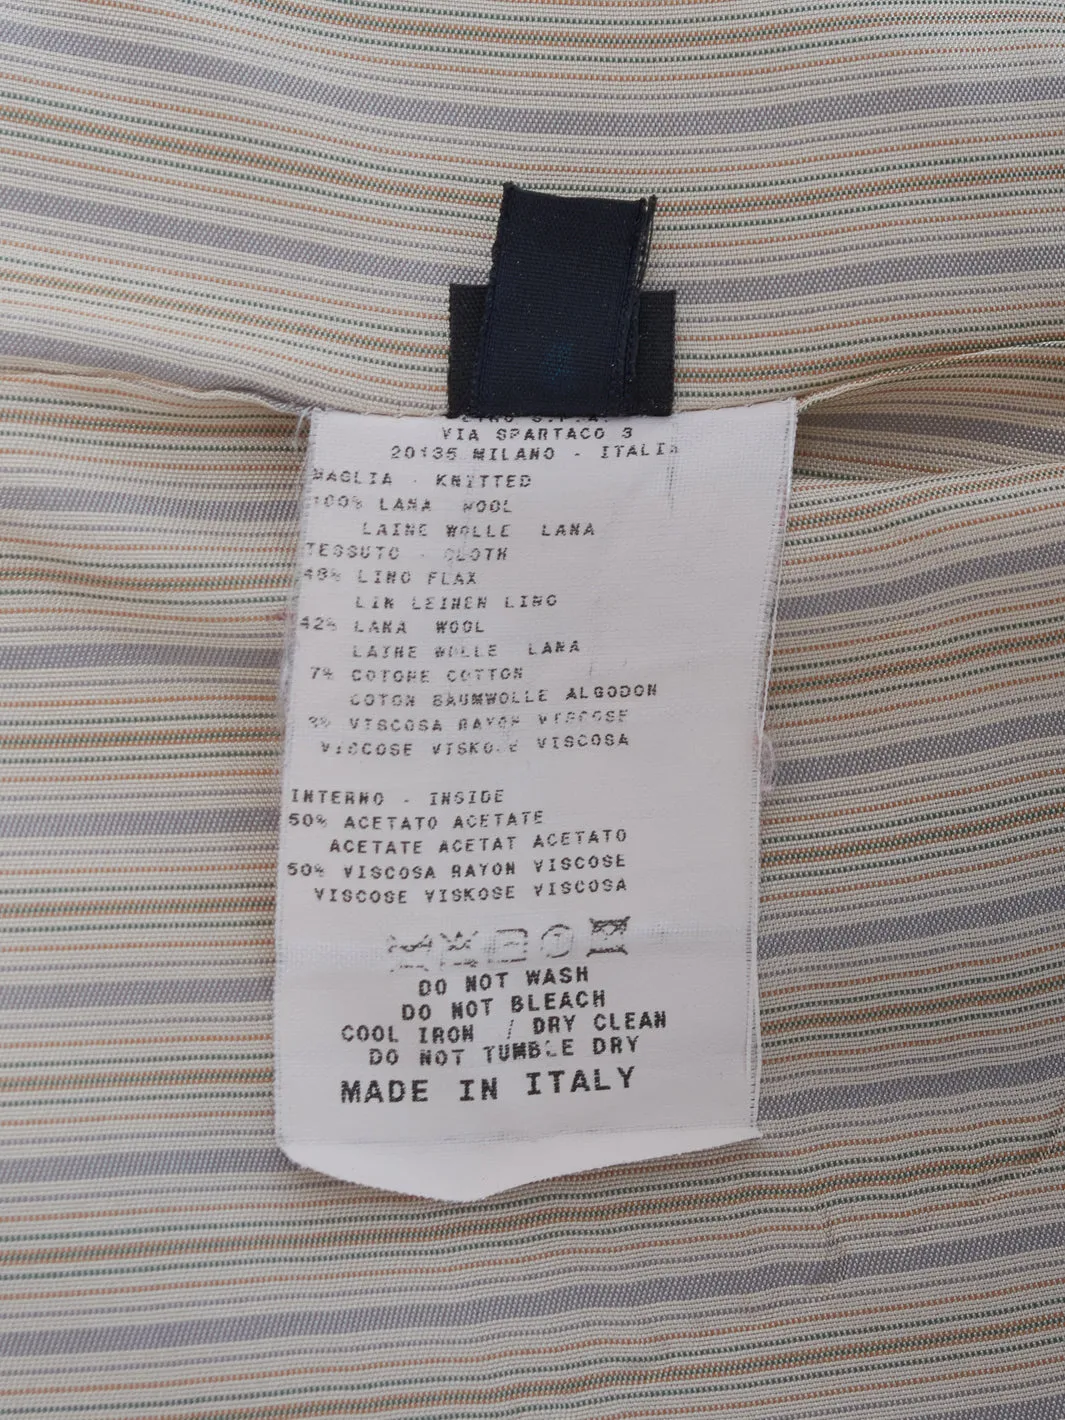 VIA SPARTACO 3
20135 MILANO - ITALIA
MAGLIA - KNITTED
100% LANA WOOL
LAINE WOLLE LANA
TESSUTO - CLOTH
48% LINO FLAX
LIN LEINEN LINO
42% LANA WOOL
LAINE WOLLE LANA
7% COTONE COTTON
COTON BAUMWOLLE ALGODON
3% VISCOSA RAYON VISCOSE
VISCOSE VISKOSE VISCOSA
INTERNO - INSIDE
50% ACETATO ACETATE
ACETATE ACETAT ACETATO
50% VISCOSA RAYON VISCOSE
VISCOSE VISKOSE VISCOSA
DO NOT WASH
DO NOT BLEACH
COOL IRON / DRY CLEAN
DO NOT TUMBLE DRY
MADE IN ITALY